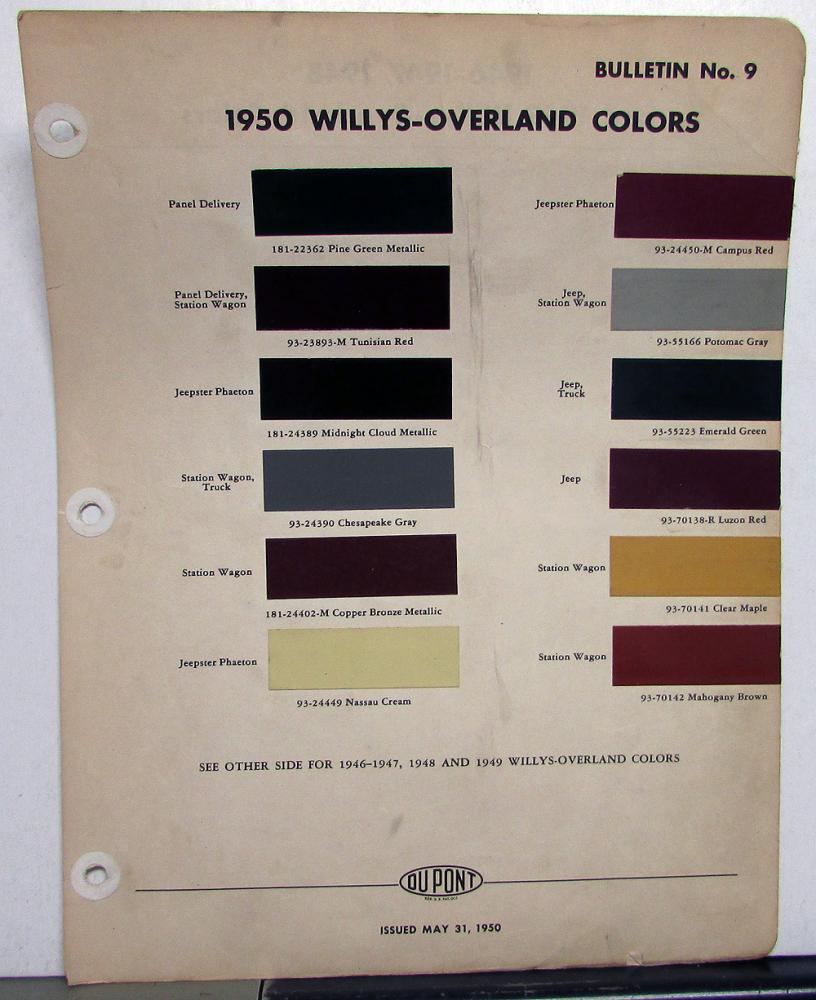 BULLETIN No. 9
1950 WILLYS-OVERLAND COLORS
Panel Delivery
181-22362 Pine Green Metallic
Panel Delivery,
Station Wagon
93-23893-M Tunisian Red
Jeepster Phaeton
181-24389 Midnight Cloud Metallic
Station Wagon,
Truck
93-24390 Chesapeake Gray
Station Wagon
181-24402-M Copper Bronze Metallic
Jeepster Phaeton
93-24449 Nassau Cream
Jeepster Phaeton
93-24450-M Campus Red
Jeep,
Station Wagon
93-55166 Potomac Gray
Jeep,
Truck
93-55223 Emerald Green
Jeep
93-70138-R Luzon Red
Station Wagon
93-70141 Clear Maple
Station Wagon
93-70142 Mahogany Brown
SEE OTHER SIDE FOR 1946–1947, 1948 AND 1949 WILLYS-OVERLAND COLORS
DU PONT
REG. U.S. PAT. OFF.
ISSUED MAY 31, 1950